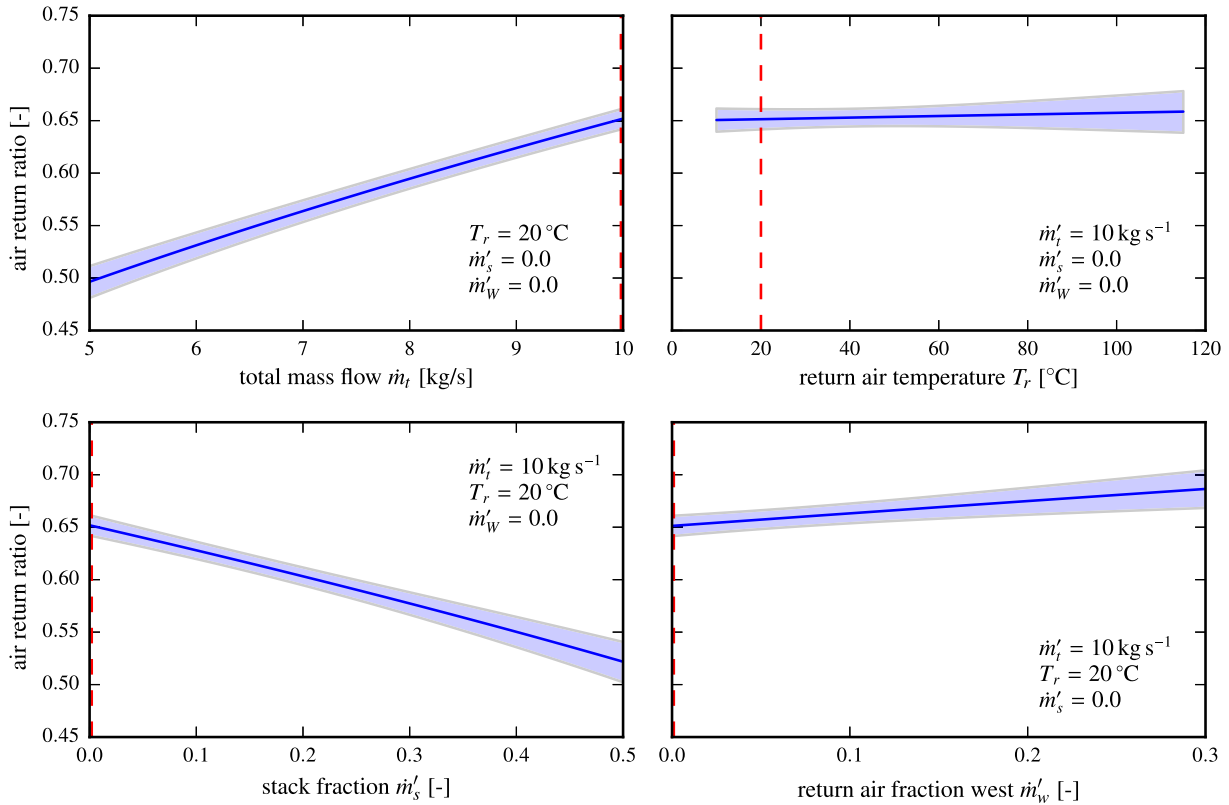 0.75
0.70
0.65
0.60
0.55
0.50
0.45
air return ratio [-]
T_r = 20 °C
ṁ′_s = 0.0
ṁ′_W = 0.0
5 6 7 8 9 10
total mass flow ṁ_t [kg/s]
ṁ′_t = 10 kg s⁻¹
ṁ′_s = 0.0
ṁ′_W = 0.0
0 20 40 60 80 100 120
return air temperature T_r [°C]
0.75
0.70
0.65
0.60
0.55
0.50
0.45
air return ratio [-]
ṁ′_t = 10 kg s⁻¹
T_r = 20 °C
ṁ′_W = 0.0
0.0 0.1 0.2 0.3 0.4 0.5
stack fraction ṁ′_s [-]
ṁ′_t = 10 kg s⁻¹
T_r = 20 °C
ṁ′_s = 0.0
0.0 0.1 0.2 0.3
return air fraction west ṁ′_w [-]